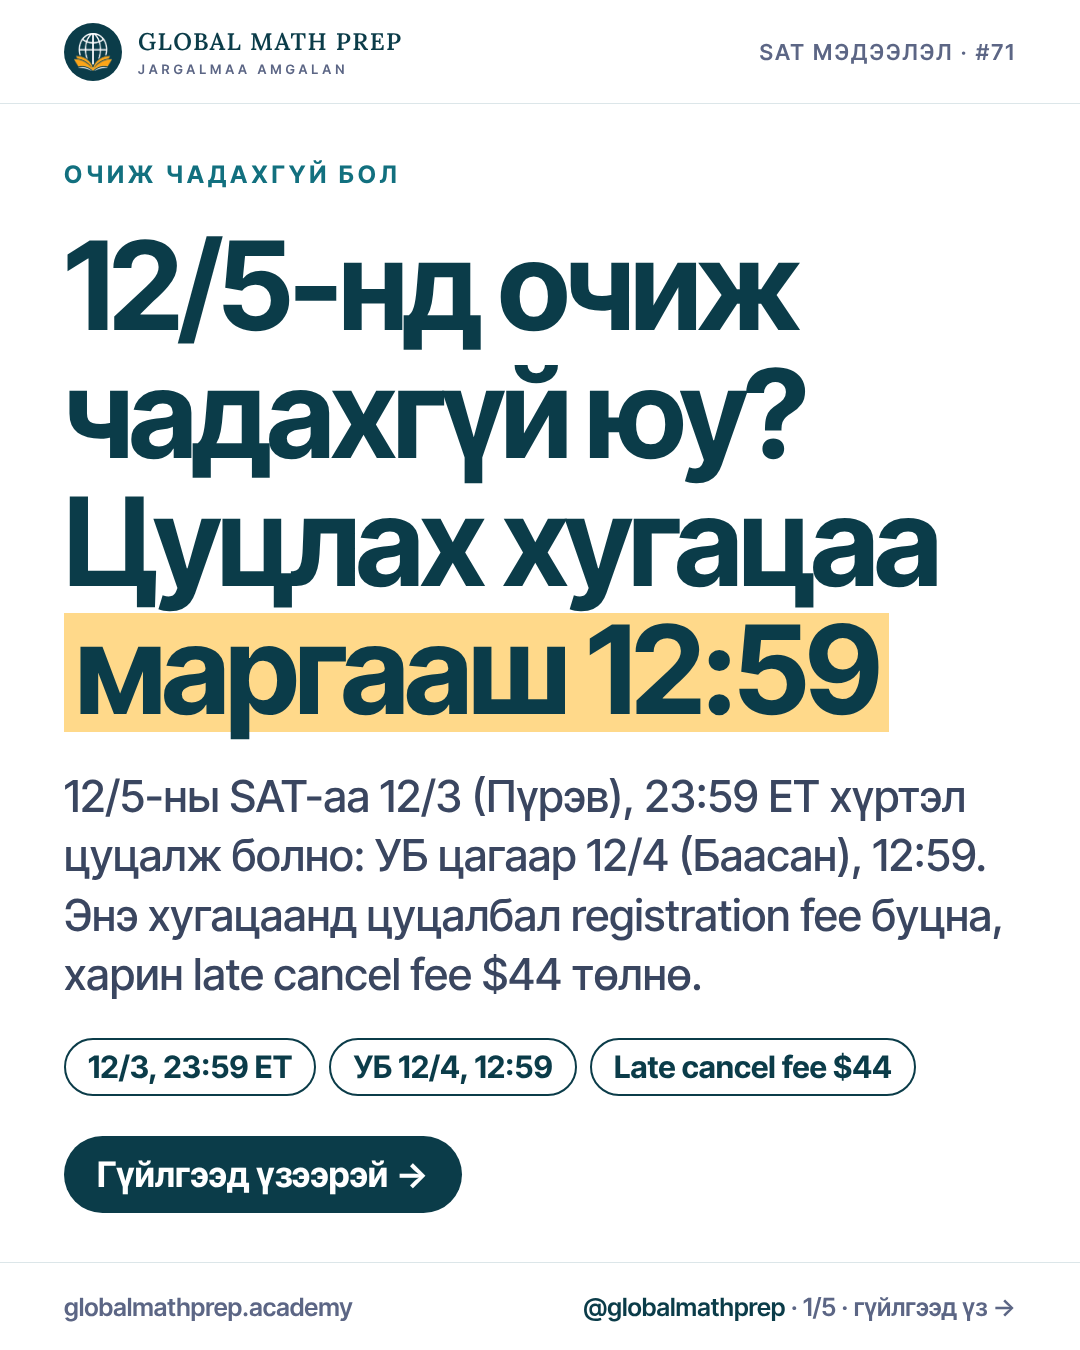 GLOBAL MATH PREP
JARGALMAA AMGALAN
SAT МЭДЭЭЛЭЛ · #71
ОЧИЖ ЧАДАХГҮЙ БОЛ
12/5-нд очиж
чадахгүй юу?
Цуцлах хугацаа
маргааш 12:59
12/5-ны SAT-аа 12/3 (Пүрэв), 23:59 ET хүртэл
цуцалж болно: УБ цагаар 12/4 (Баасан), 12:59.
Энэ хугацаанд цуцалбал registration fee буцна,
харин late cancel fee $44 төлнө.
12/3, 23:59 ET
УБ 12/4, 12:59
Late cancel fee $44
Гүйлгээд үзээрэй →
globalmathprep.academy
@globalmathprep · 1/5 · гүйлгээд үз →